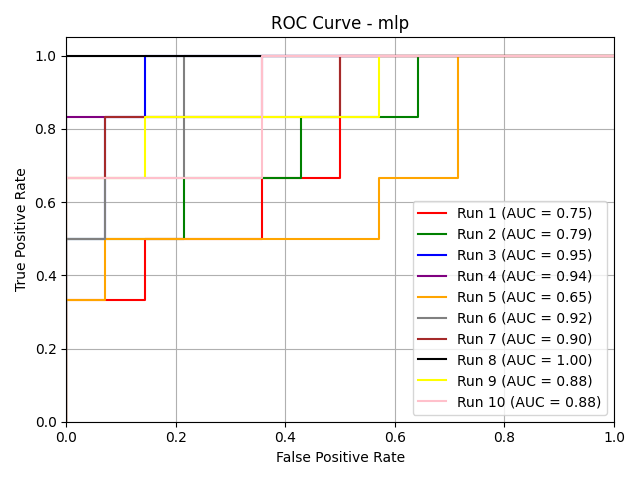 ROC Curve - mlp
True Positive Rate
1.0
0.8
0.6
0.4
0.2
0.0
0.0 0.2 0.4 0.6 0.8 1.0
False Positive Rate
Run 1 (AUC = 0.75)
Run 2 (AUC = 0.79)
Run 3 (AUC = 0.95)
Run 4 (AUC = 0.94)
Run 5 (AUC = 0.65)
Run 6 (AUC = 0.92)
Run 7 (AUC = 0.90)
Run 8 (AUC = 1.00)
Run 9 (AUC = 0.88)
Run 10 (AUC = 0.88)